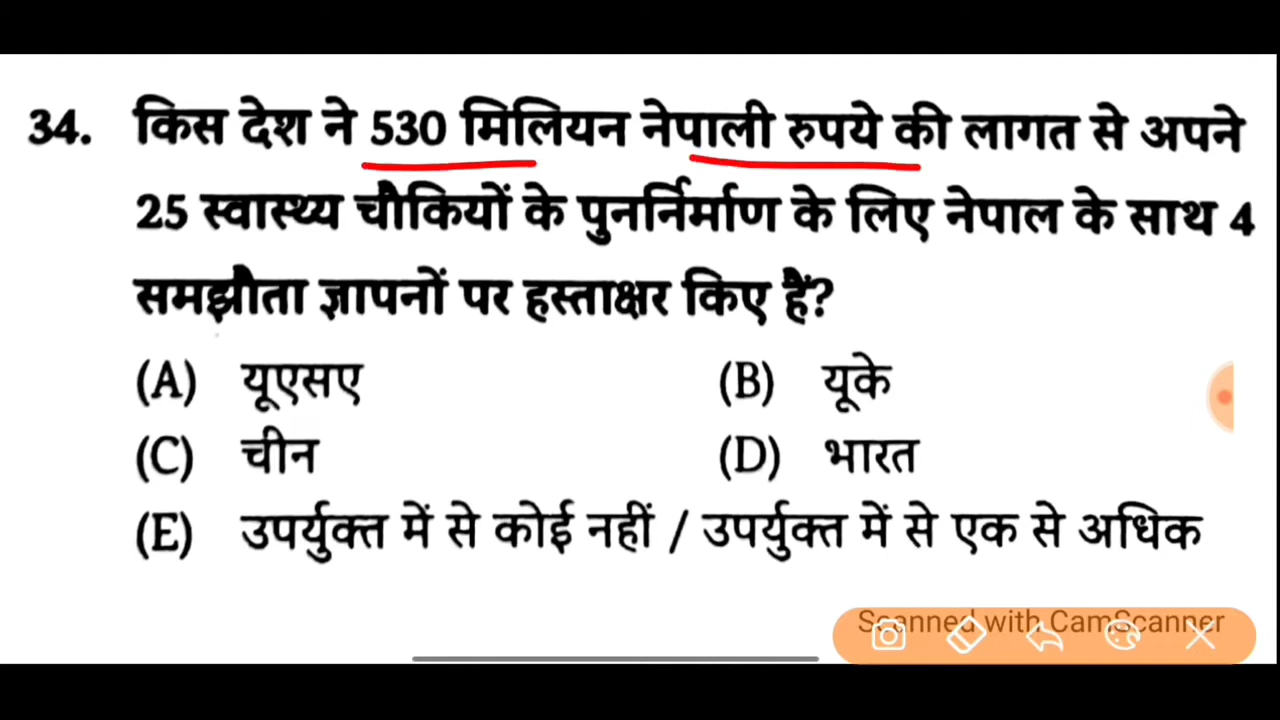 34. किस देश ने 530 मिलियन नेपाली रुपये की लागत से अपने
25 स्वास्थ्य चौकियों के पुनर्निर्माण के लिए नेपाल के साथ 4
समझौता ज्ञापनों पर हस्ताक्षर किए हैं?
(A) यूएसए (B) यूके
(C) चीन (D) भारत
(E) उपर्युक्त में से कोई नहीं / उपर्युक्त में से एक से अधिक
Scanned with CamScanner